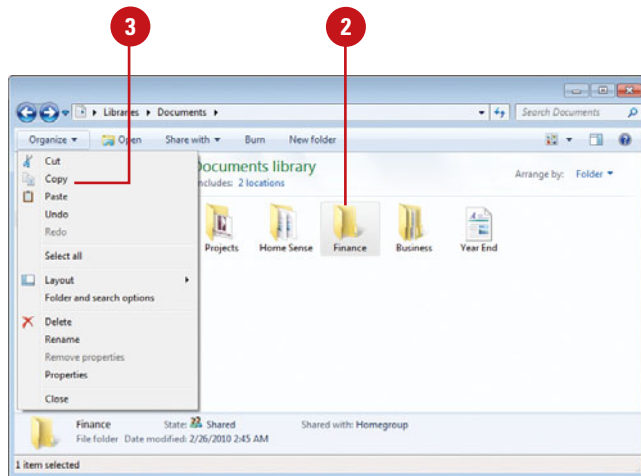 3 2
Libraries ▸ Documents ▸ Search Documents
Organize ▾ Open Share with ▾ Burn New folder
Cut
Copy
Paste
Undo
Redo
Select all
Layout
Folder and search options
Delete
Rename
Remove properties
Properties
Close
Documents library
Includes: 2 locations
Arrange by: Folder ▾
Projects Home Sense Finance Business Year End
Finance State: Shared Shared with: Homegroup
File folder Date modified: 2/26/2010 2:45 AM
1 item selected